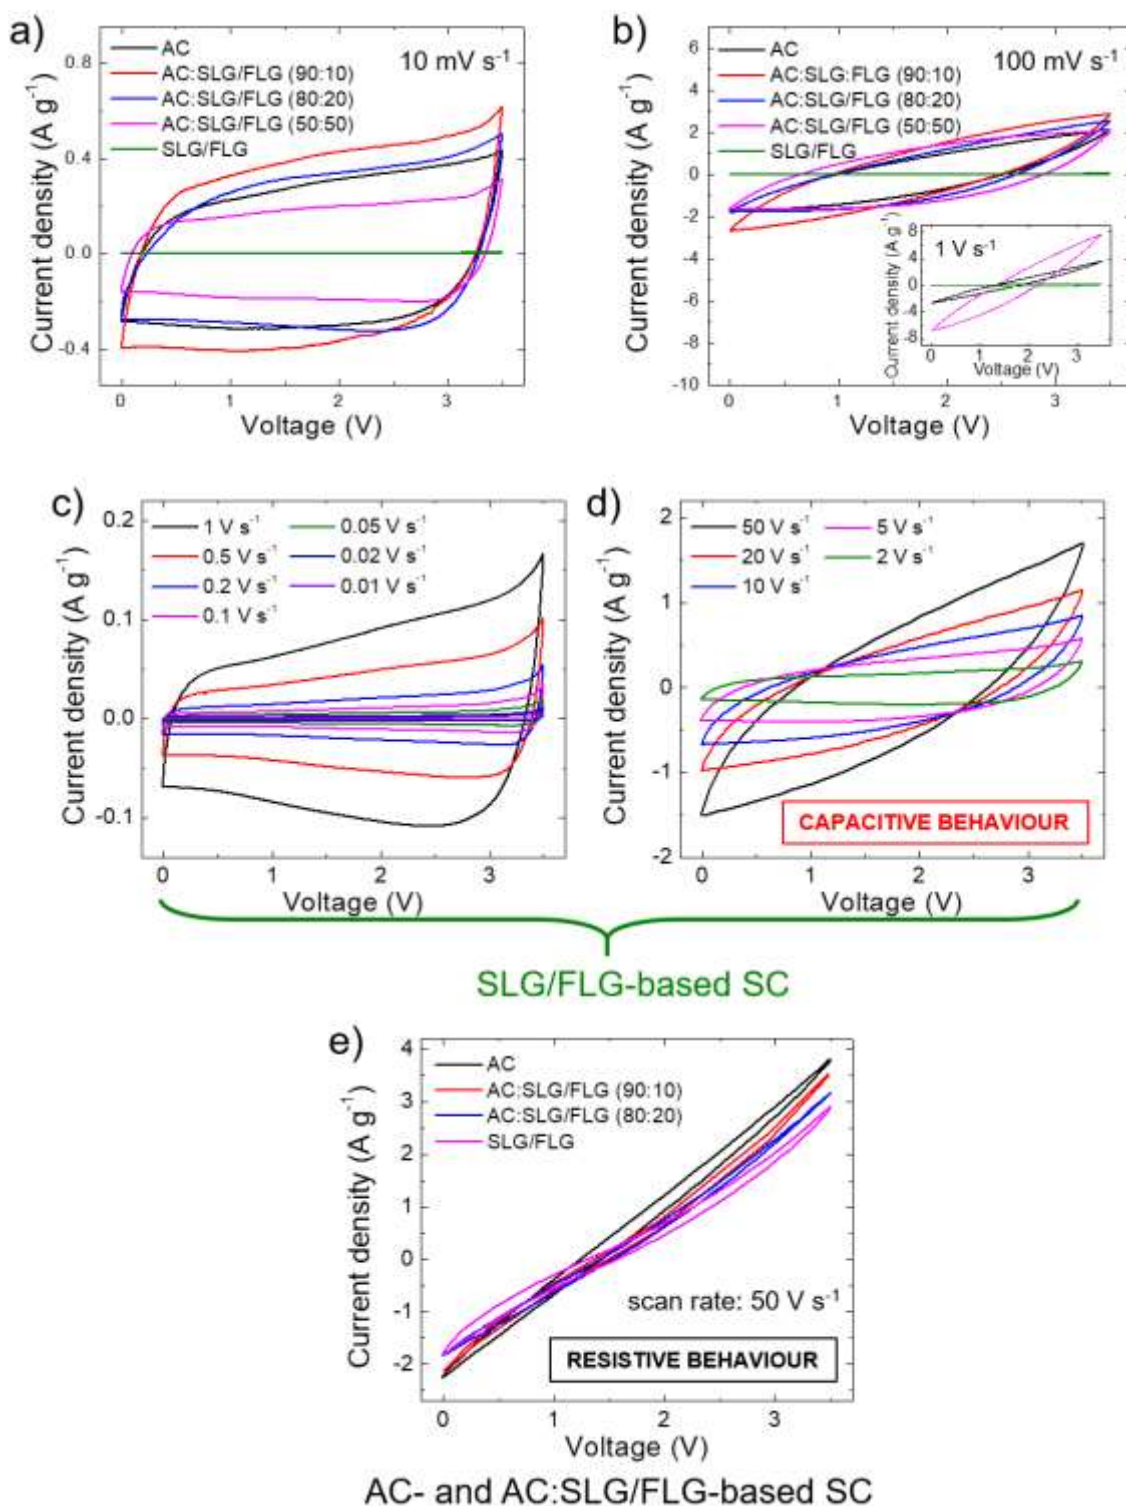 a)
AC
AC:SLG/FLG (90:10)
AC:SLG/FLG (80:20)
AC:SLG/FLG (50:50)
SLG/FLG
10 mV s⁻¹
Current density (A g⁻¹)
0.8
0.4
0.0
-0.4
0 1 2 3
Voltage (V)
b)
AC
AC:SLG:FLG (90:10)
AC:SLG/FLG (80:20)
AC:SLG/FLG (50:50)
SLG/FLG
100 mV s⁻¹
Current density (A g⁻¹)
6
4
2
0
-2
-4
-6
-8
-10
0 1 2 3
Voltage (V)
1 V s⁻¹
Current density (A g⁻¹)
8
4
0
-4
-8
0 1 2 3
Voltage (V)
c)
1 V s⁻¹
0.5 V s⁻¹
0.2 V s⁻¹
0.1 V s⁻¹
0.05 V s⁻¹
0.02 V s⁻¹
0.01 V s⁻¹
Current density (A g⁻¹)
0.2
0.1
0.0
-0.1
0 1 2 3
Voltage (V)
d)
50 V s⁻¹
20 V s⁻¹
10 V s⁻¹
5 V s⁻¹
2 V s⁻¹
Current density (A g⁻¹)
2
1
0
-1
-2
CAPACITIVE BEHAVIOUR
0 1 2 3
Voltage (V)
SLG/FLG-based SC
e)
AC
AC:SLG/FLG (90:10)
AC:SLG/FLG (80:20)
SLG/FLG
Current density (A g⁻¹)
4
3
2
1
0
-1
-2
scan rate: 50 V s⁻¹
RESISTIVE BEHAVIOUR
0 1 2 3
Voltage (V)
AC- and AC:SLG/FLG-based SC